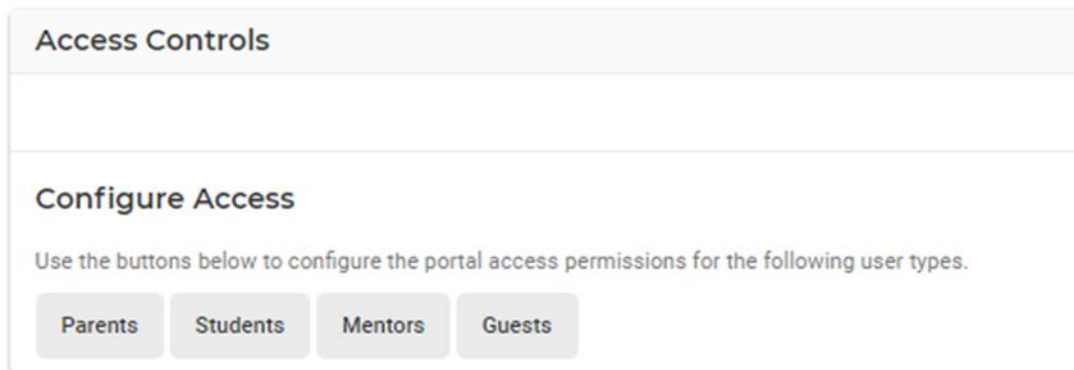 Access Controls
Configure Access
Use the buttons below to configure the portal access permissions for the following user types.
Parents Students Mentors Guests